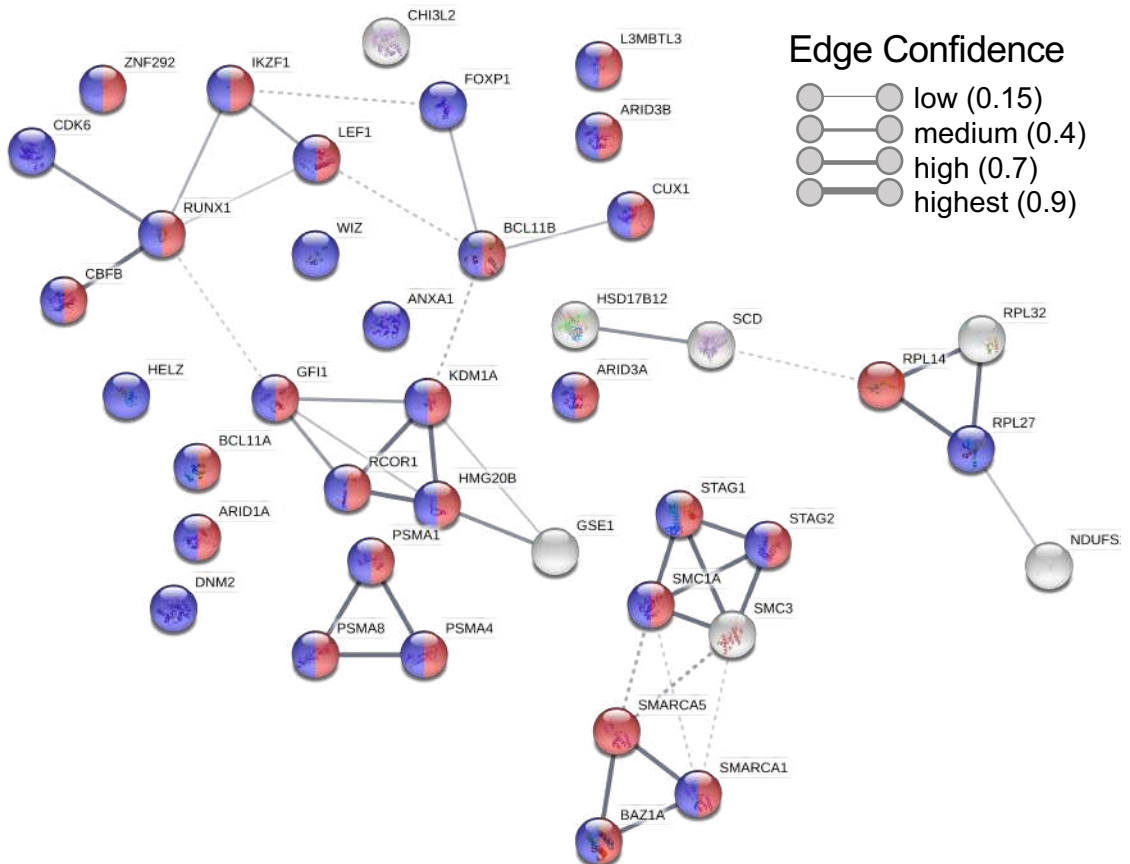 CHI3L2
L3MBTL3
Edge Confidence
ZNF292
IKZF1
FOXP1
low (0.15)
CDK6
ARID3B
medium (0.4)
LEF1
high (0.7)
CUX1
highest (0.9)
RUNX1
WIZ
BCL11B
CBFB
ANXA1
HSD17B12
SCD
RPL32
RPL14
HELZ
GFI1
KDM1A
ARID3A
RPL27
BCL11A
RCOR1
HMG20B
STAG1
ARID1A
PSMA1
GSE1
STAG2
NDUFS
DNM2
SMC1A
SMC3
PSMA8
PSMA4
SMARCA5
SMARCA1
BAZ1A